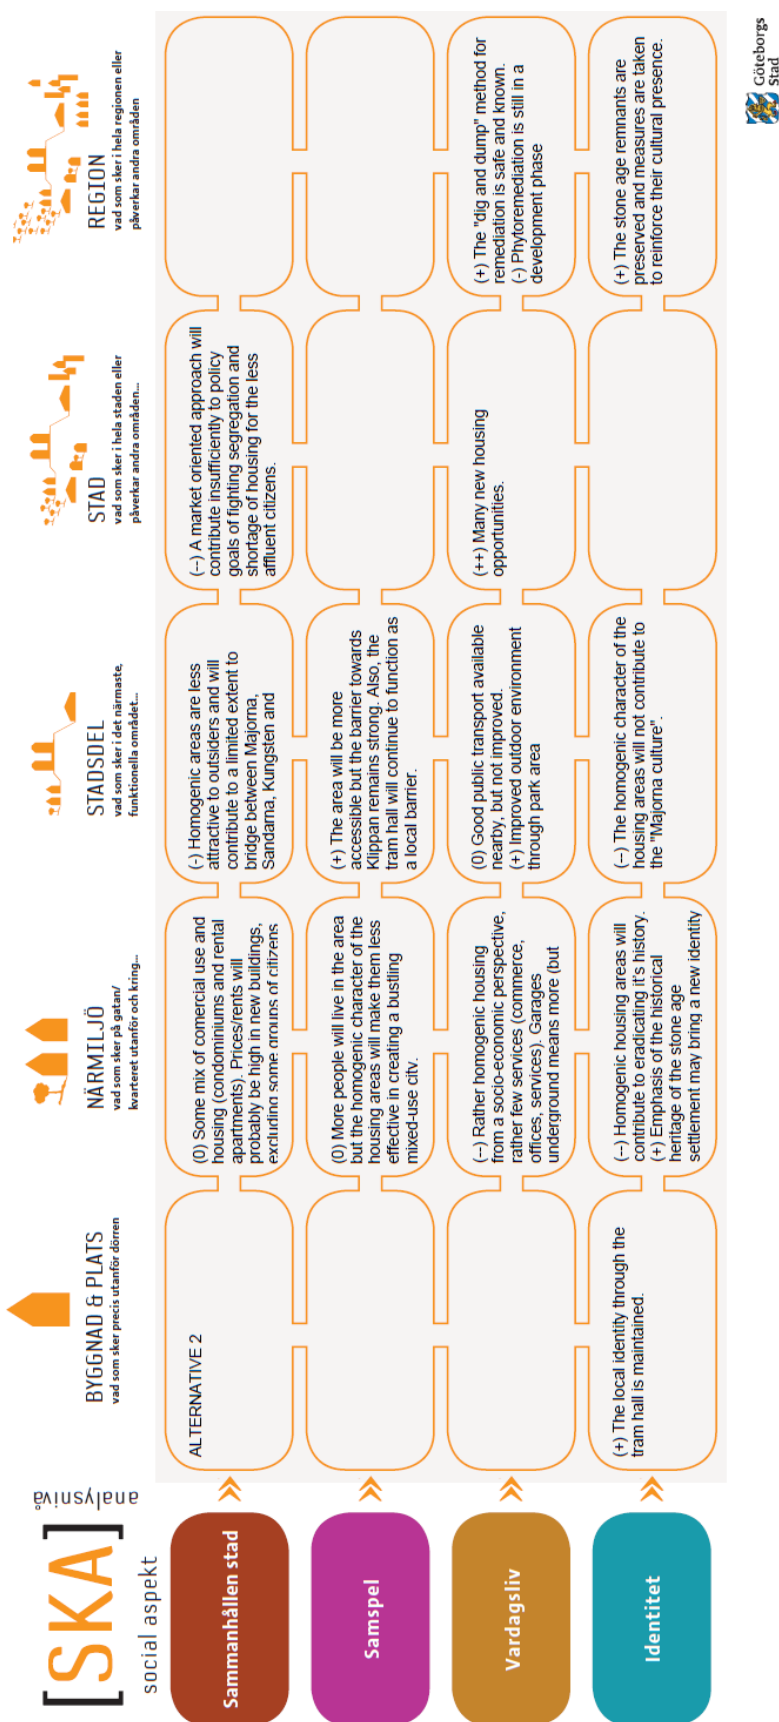 [SKA]
analysnivå
social aspekt
BYGGNAD & PLATS
vad som sker precis utanför dörren
NÄRMILJÖ
vad som sker på gatan/
kvarteret utanför och kring...
STADSDEL
vad som sker i det närmaste,
funktionella området...
STAD
vad som sker i hela staden eller
påverkar andra områden...
REGION
vad som sker i hela regionen eller
påverkar andra områden
Sammanhållen stad
ALTERNATIVE 2
(0) Some mix of comercial use and
housing (condominiums and rental
apartments). Prices/rents will
probably be high in new buildings,
excluding some groups of citizens
(-) Homogenic areas are less
attractive to outsiders and will
contribute to a limited extent to
bridge between Majorna,
Sandarna, Kungsten and
(--) A market oriented approach will
contribute insufficiently to policy
goals of fighting segregation and
shortage of housing for the less
affluent citizens.
Samspel
(0) More people will live in the area
but the homogenic character of the
housing areas will make them less
effective in creating a bustling
mixed-use city.
(+) The area will be more
accessible but the barrier towards
Klippan remains strong. Also, the
tram hall will continue to function as
a local barrier.
Vardagsliv
(--) Rather homogenic housing
from a socio-economic perspective,
rather few services (commerce,
offices, services). Garages
underground means more (but
(0) Good public transport available
nearby, but not improved.
(+) Improved outdoor environment
through park area
(++) Many new housing
opportunities.
(+) The "dig and dump" method for
remediation is safe and known.
(-) Phytoremediation is still in a
development phase
Identitet
(+) The local identity through the
tram hall is maintained.
(--) Homogenic housing areas will
contribute to eradicating it's history.
(+) Emphasis of the historical
heritage of the stone age
settlement may bring a new identity
(--) The homogenic character of the
housing areas will not contribute to
the "Majorna culture".
(+) The stone age remnants are
preserved and measures are taken
to reinforce their cultural presence.
Göteborgs
Stad